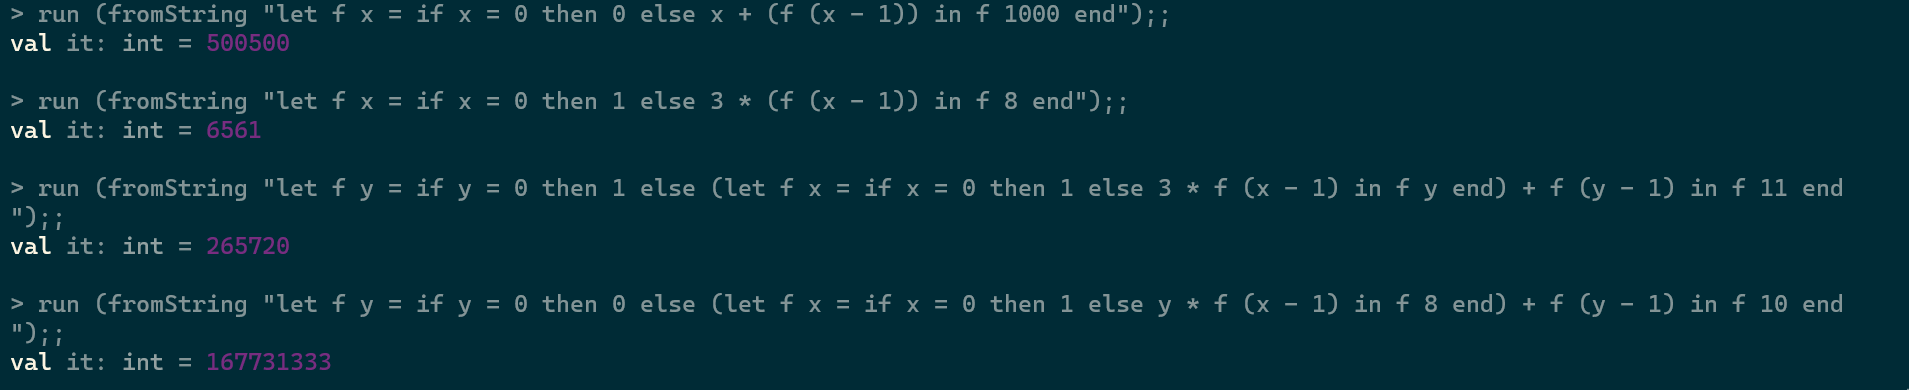 > run (fromString "let f x = if x = 0 then 0 else x + (f (x - 1)) in f 1000 end");;
val it: int = 500500
> run (fromString "let f x = if x = 0 then 1 else 3 * (f (x - 1)) in f 8 end");;
val it: int = 6561
> run (fromString "let f y = if y = 0 then 1 else (let f x = if x = 0 then 1 else 3 * f (x - 1) in f y end) + f (y - 1) in f 11 end
");;
val it: int = 265720
> run (fromString "let f y = if y = 0 then 0 else (let f x = if x = 0 then 1 else y * f (x - 1) in f 8 end) + f (y - 1) in f 10 end
");;
val it: int = 167731333